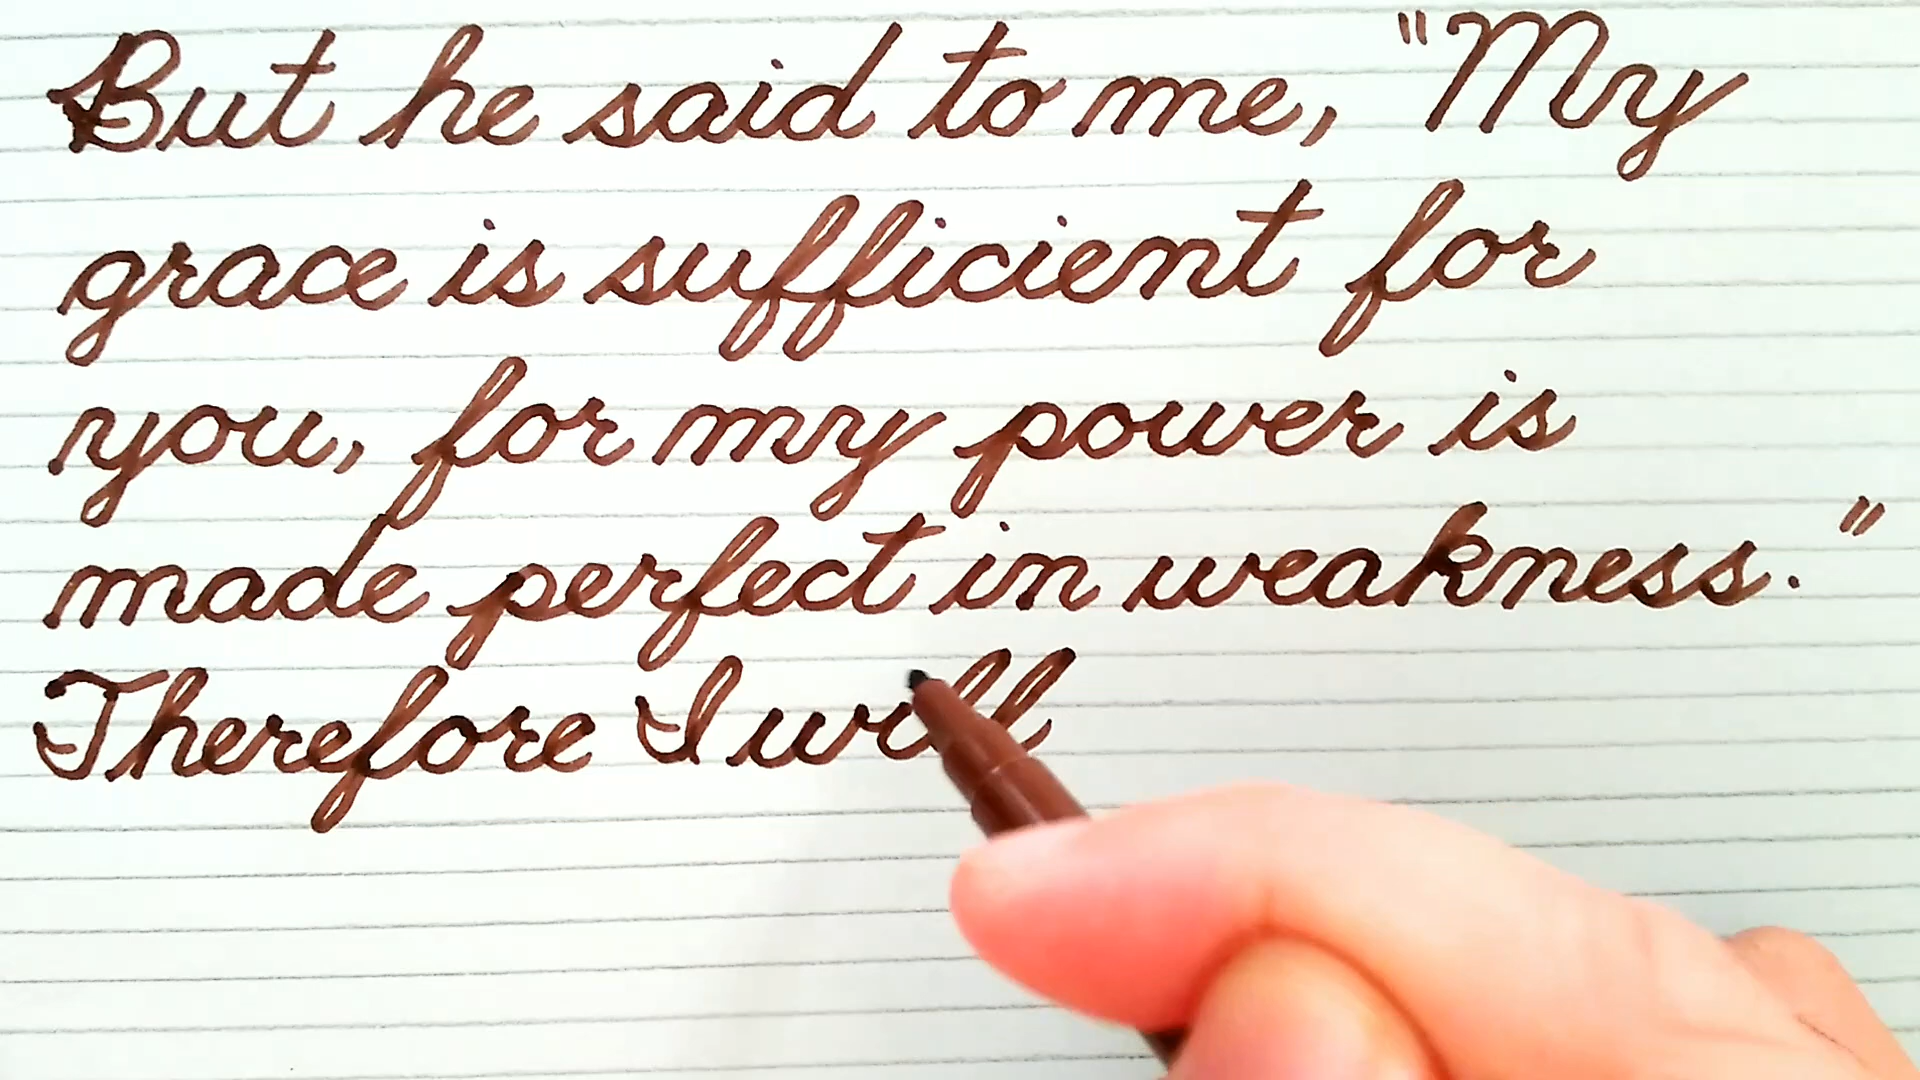 But he said to me, "My
grace is sufficient for
you, for my power is
made perfect in weakness."
Therefore I will